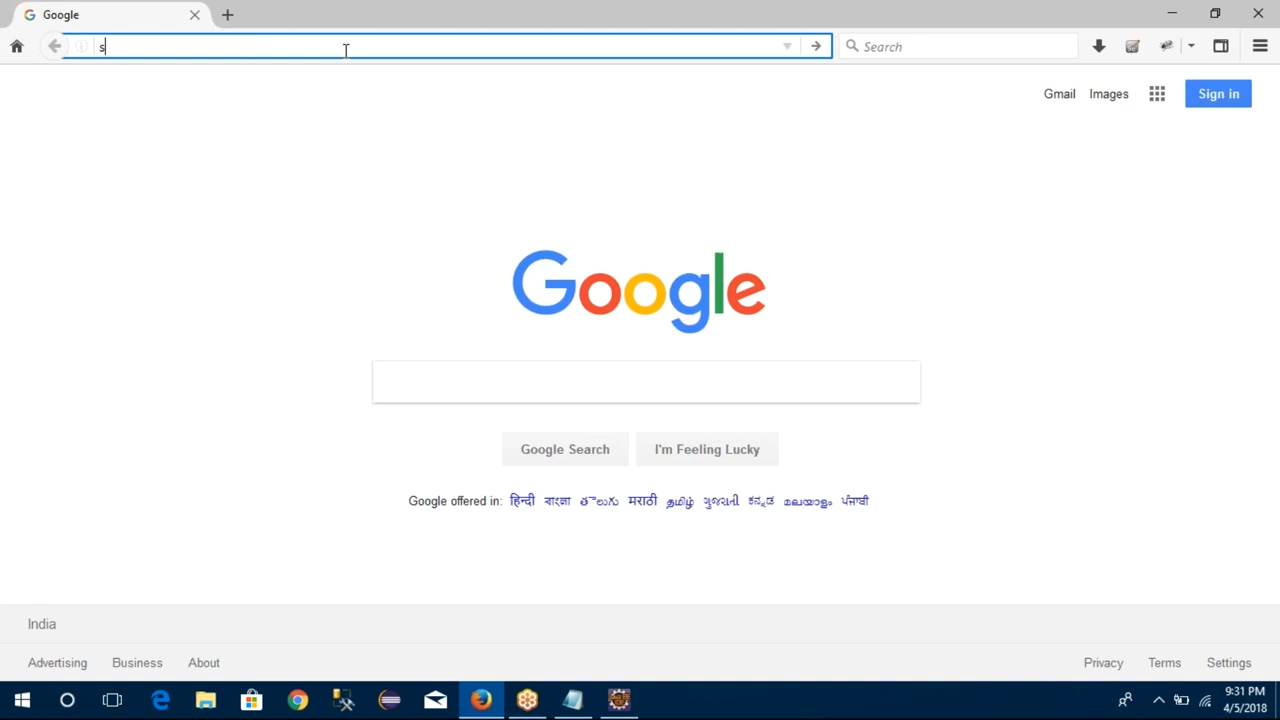 Google
s
Search
Gmail Images Sign in
Google
Google Search I'm Feeling Lucky
Google offered in: हिन्दी বাংলা తెలుగు मराठी தமிழ் ગુજરાતી ಕನ್ನಡ മലയാളം ਪੰਜਾਬੀ
India
Advertising Business About Privacy Terms Settings
9:31 PM
4/5/2018